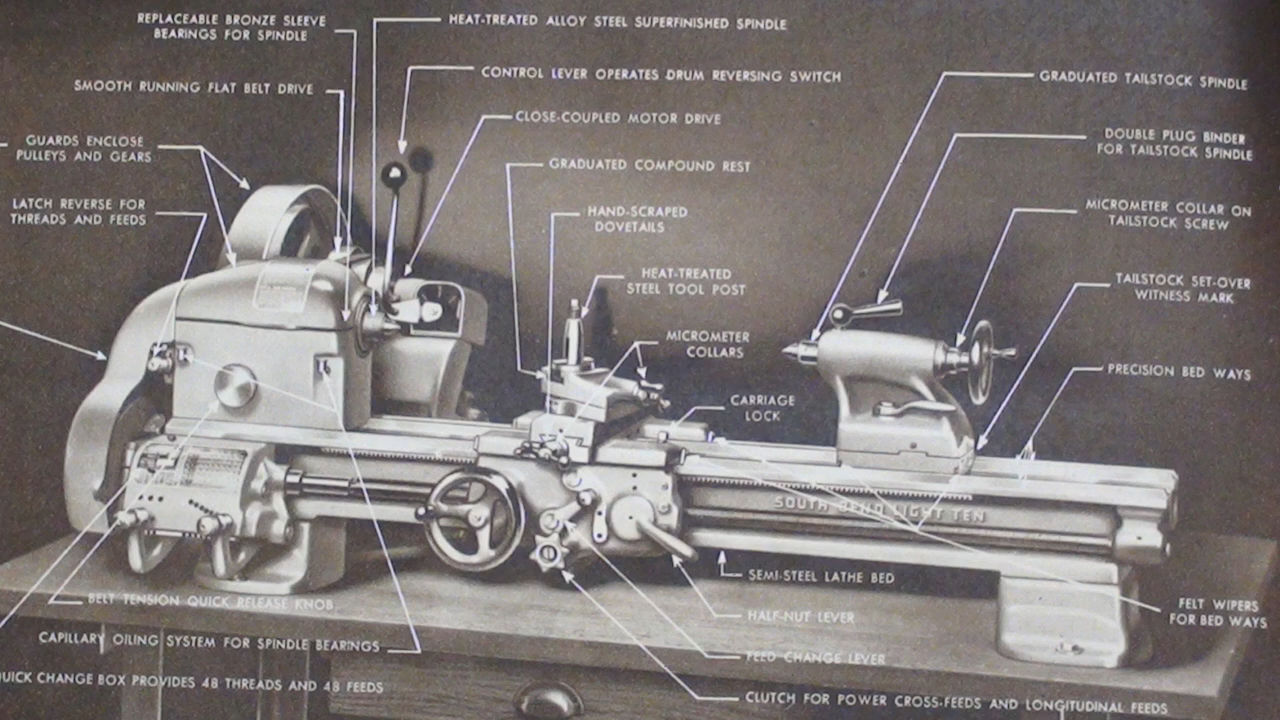 REPLACEABLE BRONZE SLEEVE
BEARINGS FOR SPINDLE
HEAT-TREATED ALLOY STEEL SUPERFINISHED SPINDLE
SMOOTH RUNNING FLAT BELT DRIVE
CONTROL LEVER OPERATES DRUM REVERSING SWITCH
GRADUATED TAILSTOCK SPINDLE
GUARDS ENCLOSE
PULLEYS AND GEARS
CLOSE-COUPLED MOTOR DRIVE
DOUBLE PLUG BINDER
FOR TAILSTOCK SPINDLE
GRADUATED COMPOUND REST
LATCH REVERSE FOR
THREADS AND FEEDS
HAND-SCRAPED
DOVETAILS
MICROMETER COLLAR ON
TAILSTOCK SCREW
HEAT-TREATED
STEEL TOOL POST
TAILSTOCK SET-OVER
WITNESS MARK
MICROMETER
COLLARS
PRECISION BED WAYS
CARRIAGE
LOCK
SOUTH BEND LIGHT TEN
SEMI-STEEL LATHE BED
BELT TENSION QUICK RELEASE KNOB
HALF-NUT LEVER
FELT WIPERS
FOR BED WAYS
CAPILLARY OILING SYSTEM FOR SPINDLE BEARINGS
FEED CHANGE LEVER
UICK CHANGE BOX PROVIDES 48 THREADS AND 48 FEEDS
CLUTCH FOR POWER CROSS-FEEDS AND LONGITUDINAL FEEDS